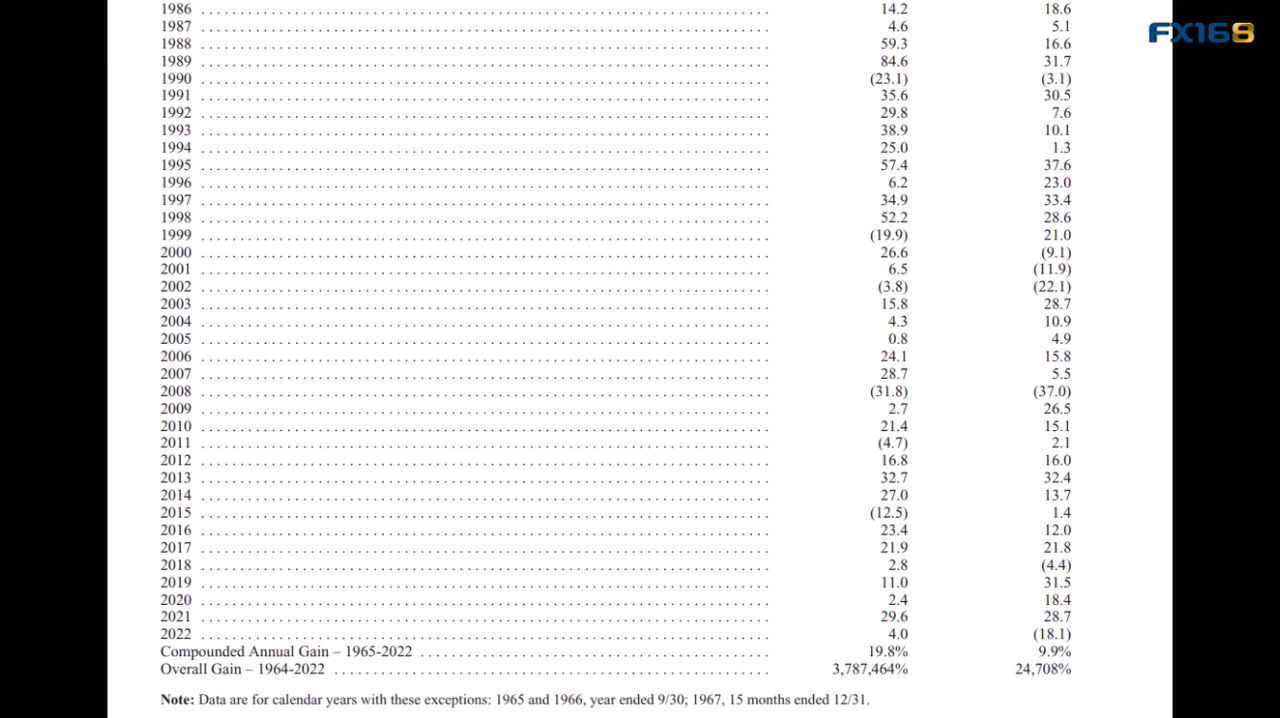 1986 ........ 14.2 18.6
FX168
1987 ........ 4.6 5.1
1988 ........ 59.3 16.6
1989 ........ 84.6 31.7
1990 ........ (23.1) (3.1)
1991 ........ 35.6 30.5
1992 ........ 29.8 7.6
1993 ........ 38.9 10.1
1994 ........ 25.0 1.3
1995 ........ 57.4 37.6
1996 ........ 6.2 23.0
1997 ........ 34.9 33.4
1998 ........ 52.2 28.6
1999 ........ (19.9) 21.0
2000 ........ 26.6 (9.1)
2001 ........ 6.5 (11.9)
2002 ........ (3.8) (22.1)
2003 ........ 15.8 28.7
2004 ........ 4.3 10.9
2005 ........ 0.8 4.9
2006 ........ 24.1 15.8
2007 ........ 28.7 5.5
2008 ........ (31.8) (37.0)
2009 ........ 2.7 26.5
2010 ........ 21.4 15.1
2011 ........ (4.7) 2.1
2012 ........ 16.8 16.0
2013 ........ 32.7 32.4
2014 ........ 27.0 13.7
2015 ........ (12.5) 1.4
2016 ........ 23.4 12.0
2017 ........ 21.9 21.8
2018 ........ 2.8 (4.4)
2019 ........ 11.0 31.5
2020 ........ 2.4 18.4
2021 ........ 29.6 28.7
2022 ........ 4.0 (18.1)
Compounded Annual Gain – 1965-2022 ........ 19.8% 9.9%
Overall Gain – 1964-2022 ........ 3,787,464% 24,708%
Note: Data are for calendar years with these exceptions: 1965 and 1966, year ended 9/30; 1967, 15 months ended 12/31.